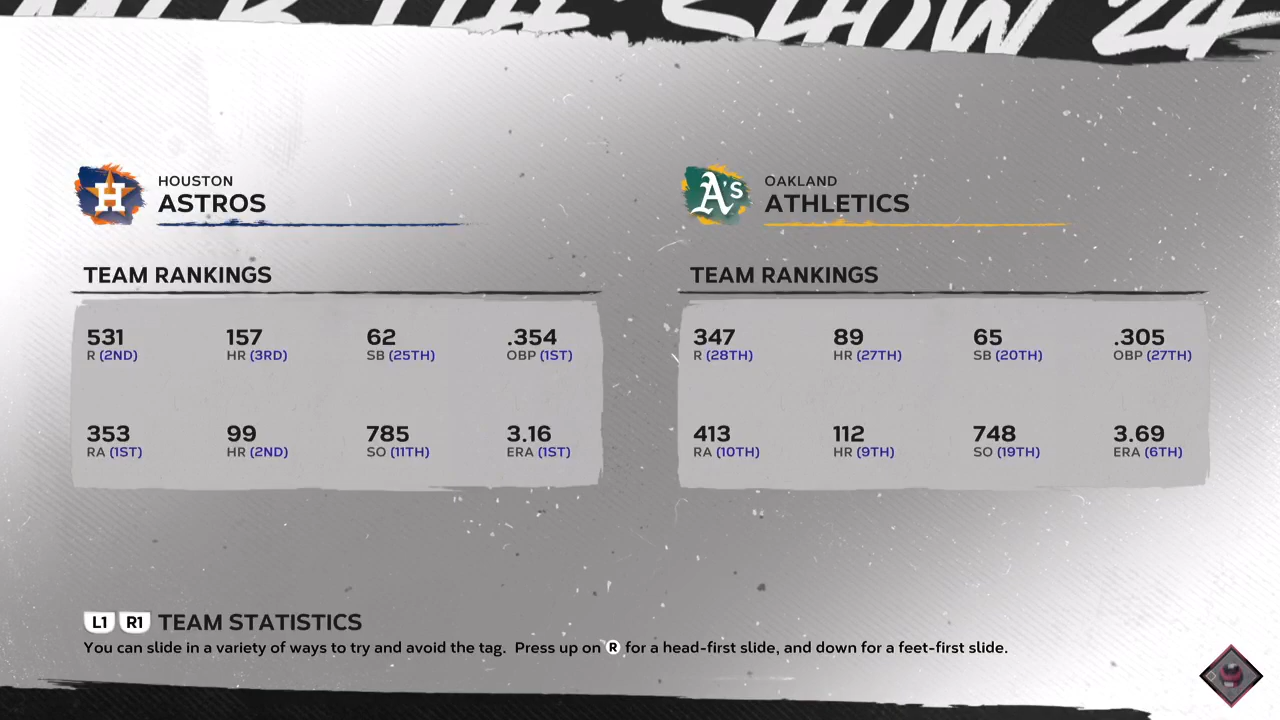 MLB THE SHOW 24
HOUSTON
ASTROS
TEAM RANKINGS
531 157 62 .354
R (2ND) HR (3RD) SB (25TH) OBP (1ST)
353 99 785 3.16
RA (1ST) HR (2ND) SO (11TH) ERA (1ST)
A's
OAKLAND
ATHLETICS
TEAM RANKINGS
347 89 65 .305
R (28TH) HR (27TH) SB (20TH) OBP (27TH)
413 112 748 3.69
RA (10TH) HR (9TH) SO (19TH) ERA (6TH)
L1 R1 TEAM STATISTICS
You can slide in a variety of ways to try and avoid the tag. Press up on R for a head-first slide, and down for a feet-first slide.